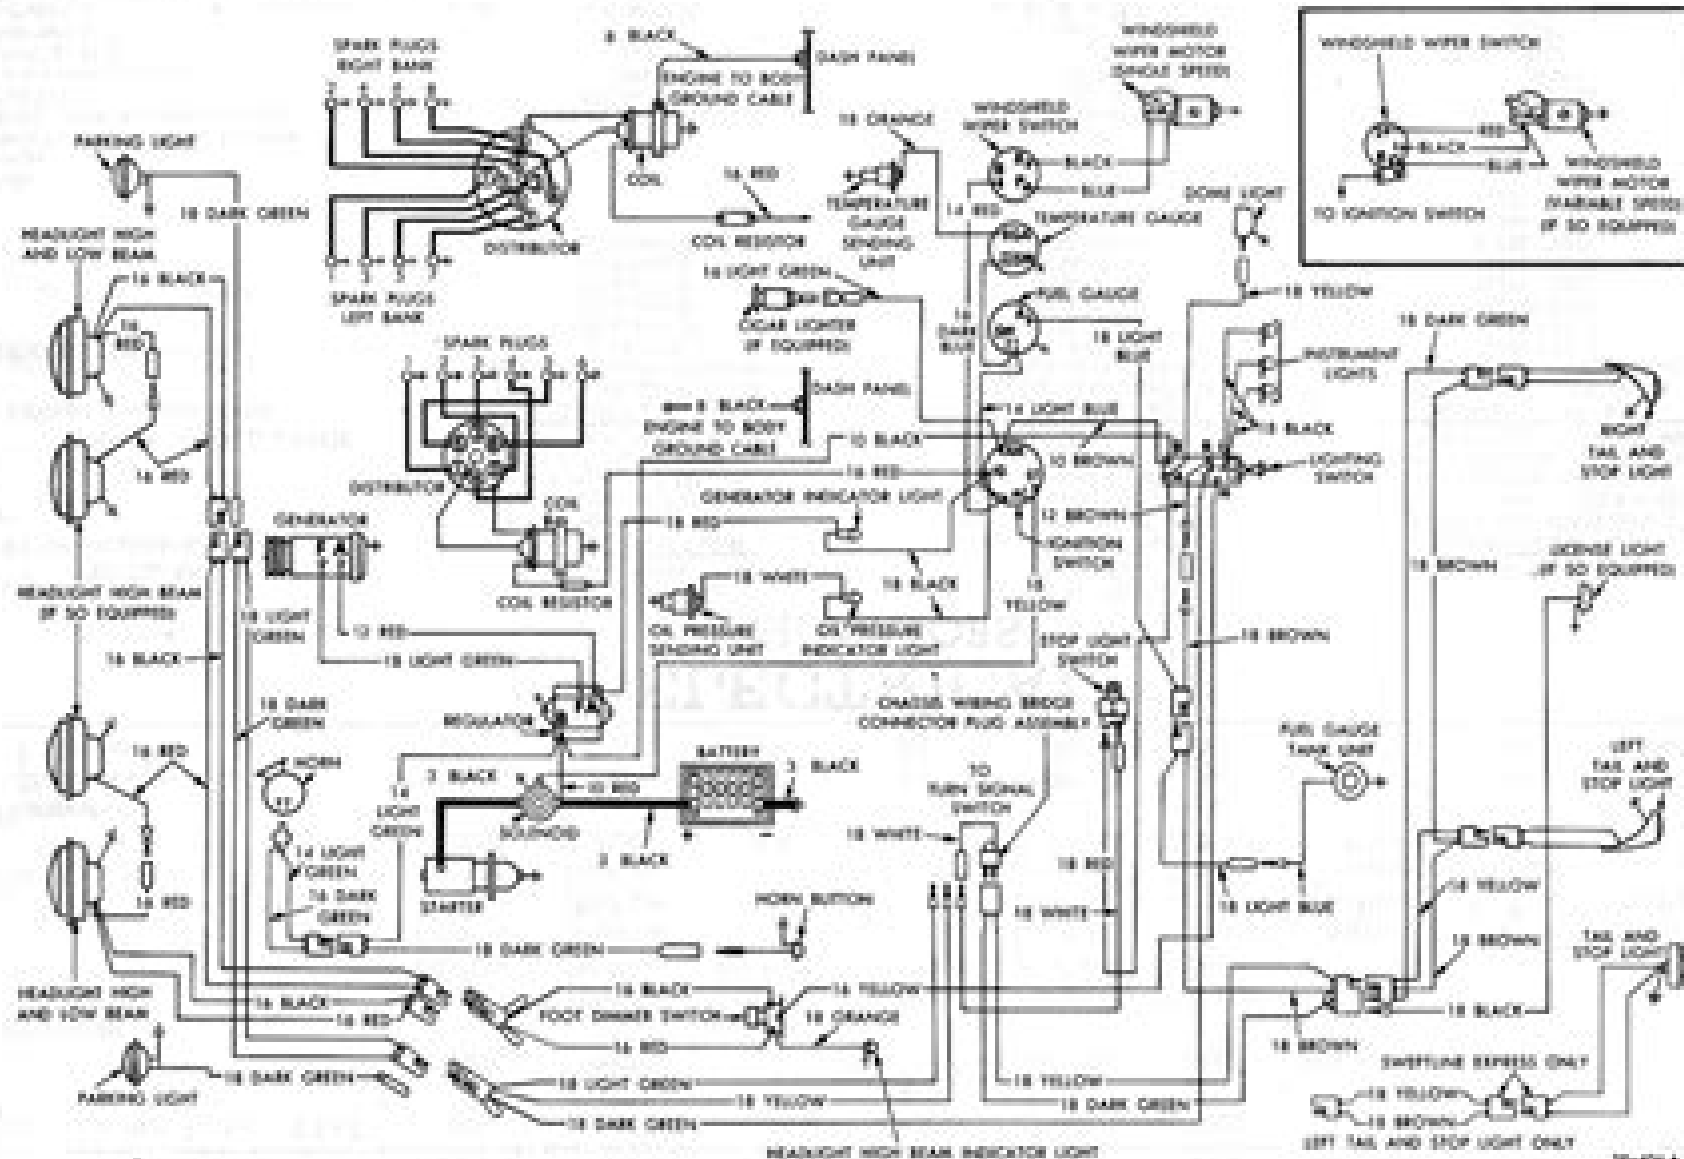 SPARK PLUGS
RIGHT BANK
8 BLACK
DASH PANEL
ENGINE TO BODY
GROUND CABLE
WINDSHIELD
WIPER MOTOR
(SINGLE SPEED)
WINDSHIELD WIPER SWITCH
RED
BLACK
BLUE
WINDSHIELD
WIPER MOTOR
(VARIABLE SPEED)
(IF SO EQUIPPED)
TO IGNITION SWITCH
PARKING LIGHT
18 DARK GREEN
COIL
16 RED
COIL RESISTOR
DISTRIBUTOR
SPARK PLUGS
LEFT BANK
18 ORANGE
WINDSHIELD
WIPER SWITCH
BLACK
BLUE
TEMPERATURE
GAUGE
SENDING
UNIT
14 RED
TEMPERATURE GAUGE
DOME LIGHT
18 YELLOW
HEADLIGHT HIGH
AND LOW BEAM
16 BLACK
16
RED
16 RED
16 LIGHT GREEN
CIGAR LIGHTER
(IF EQUIPPED)
FUEL GAUGE
DARK
BLUE
18 LIGHT
BLUE
INSTRUMENT
LIGHTS
18 DARK GREEN
SPARK PLUGS
1 2 3 4 5 6
DISTRIBUTOR
DASH PANEL
8 BLACK
ENGINE TO BODY
GROUND CABLE
14 LIGHT BLUE
10 BLACK
10 BROWN
16 RED
18 BLACK
LIGHTING
SWITCH
RIGHT
TAIL AND
STOP LIGHT
GENERATOR
COIL
COIL RESISTOR
GENERATOR INDICATOR LIGHT
18 RED
12 BROWN
IGNITION
SWITCH
18 BLACK
18 WHITE
OIL PRESSURE
SENDING UNIT
OIL PRESSURE
INDICATOR LIGHT
YELLOW
18 BROWN
LICENSE LIGHT
(IF SO EQUIPPED)
HEADLIGHT HIGH BEAM
(IF SO EQUIPPED)
18 LIGHT
GREEN
12 RED
18 LIGHT GREEN
16 BLACK
STOP LIGHT
SWITCH
18 BROWN
18 DARK
GREEN
REGULATOR
CHASSIS WIRING BRIDGE
CONNECTOR PLUG ASSEMBLY
FUEL GAUGE
TANK UNIT
LEFT
TAIL AND
STOP LIGHT
16 RED
HORN
BATTERY
BLACK
BLACK
10 RED
14
LIGHT
GREEN
SOLENOID
BLACK
STARTER
TO
TURN SIGNAL
SWITCH
18 WHITE
18 RED
18 WHITE
14 LIGHT
GREEN
16 DARK
GREEN
16 RED
HORN BUTTON
18 DARK GREEN
18 LIGHT BLUE
18 YELLOW
18 BROWN
TAIL AND
STOP LIGHT
HEADLIGHT HIGH
AND LOW BEAM
16 BLACK
16 RED
16 BLACK
FOOT DIMMER SWITCH
16 RED
16 YELLOW
18 ORANGE
18 BLACK
18 BROWN
PARKING LIGHT
18 DARK GREEN
18 LIGHT GREEN
18 YELLOW
18 DARK GREEN
18 YELLOW
18 DARK GREEN
SWEPTLINE EXPRESS ONLY
18 YELLOW
18 BROWN
LEFT TAIL AND STOP LIGHT ONLY
HEADLIGHT HIGH BEAM INDICATOR LIGHT